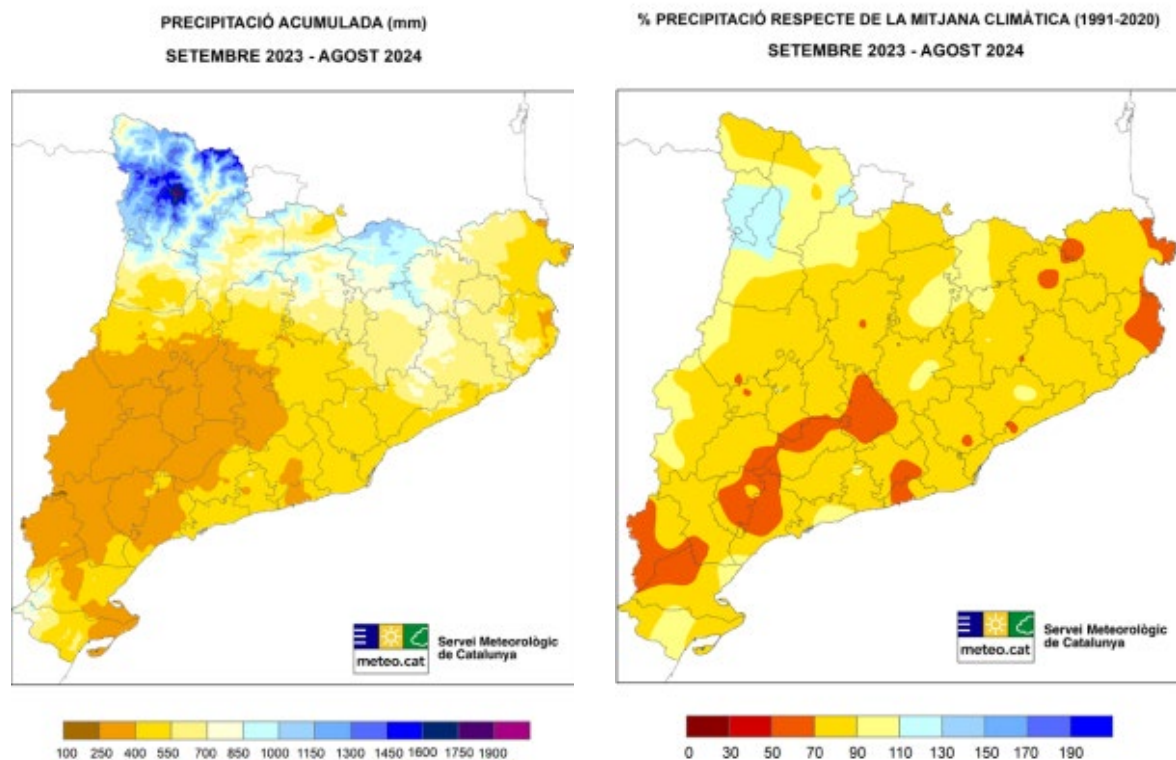 PRECIPITACIÓ ACUMULADA (mm)
SETEMBRE 2023 - AGOST 2024
Servei Meteorològic
de Catalunya
meteo.cat
100 250 400 550 700 850 1000 1150 1300 1450 1600 1750 1900
% PRECIPITACIÓ RESPECTE DE LA MITJANA CLIMÀTICA (1991-2020)
SETEMBRE 2023 - AGOST 2024
Servei Meteorològic
de Catalunya
meteo.cat
0 30 50 70 90 110 130 150 170 190